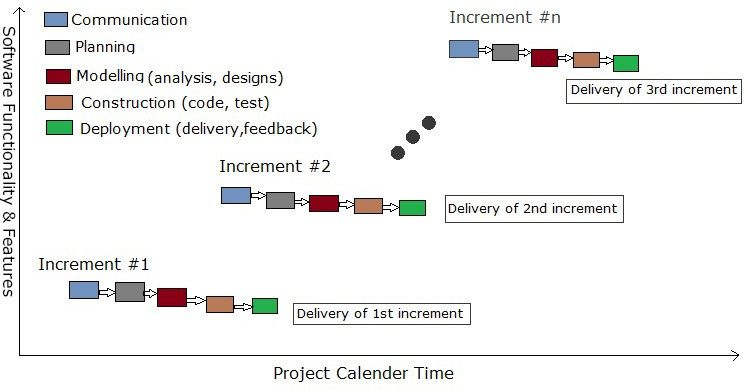 Increment #n
Communication
Planning
Modelling (analysis, designs)
Construction (code, test)
Deployment (delivery,feedback)
Delivery of 3rd increment
Increment #2
Delivery of 2nd increment
Increment #1
Delivery of 1st increment
Software Functionality & Features
Project Calender Time